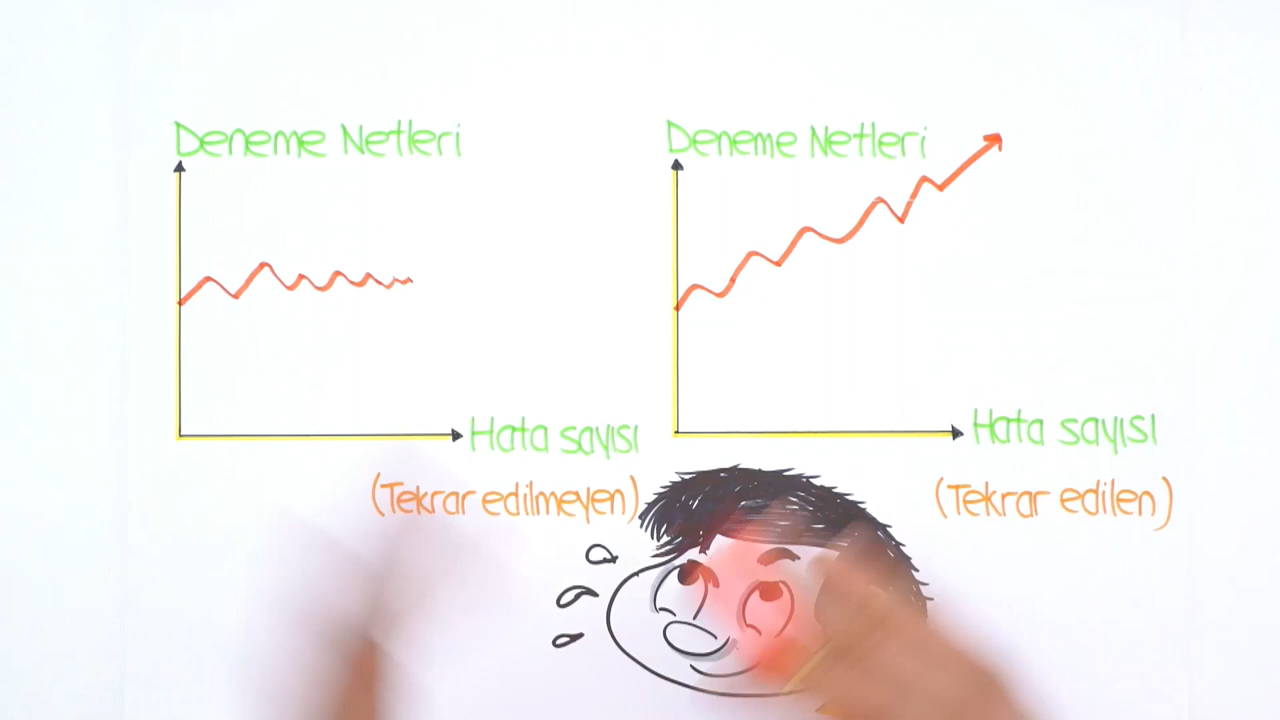 Deneme Netleri
Hata sayısı
(Tekrar edilmeyen)
Deneme Netleri
Hata sayısı
(Tekrar edilen)